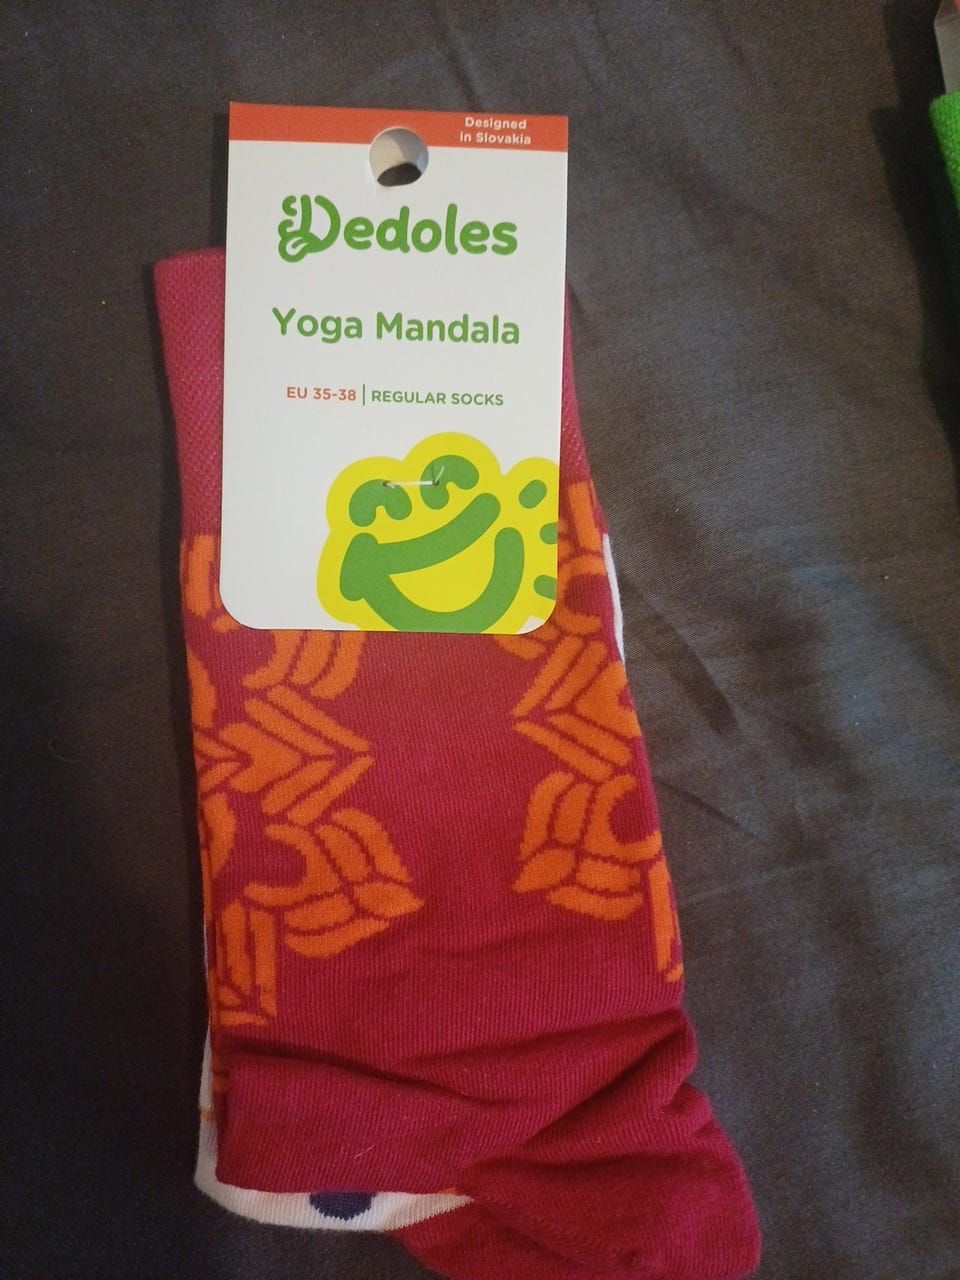 Designed
in Slovakia
Dedoles
Yoga Mandala
EU 35-38 | REGULAR SOCKS